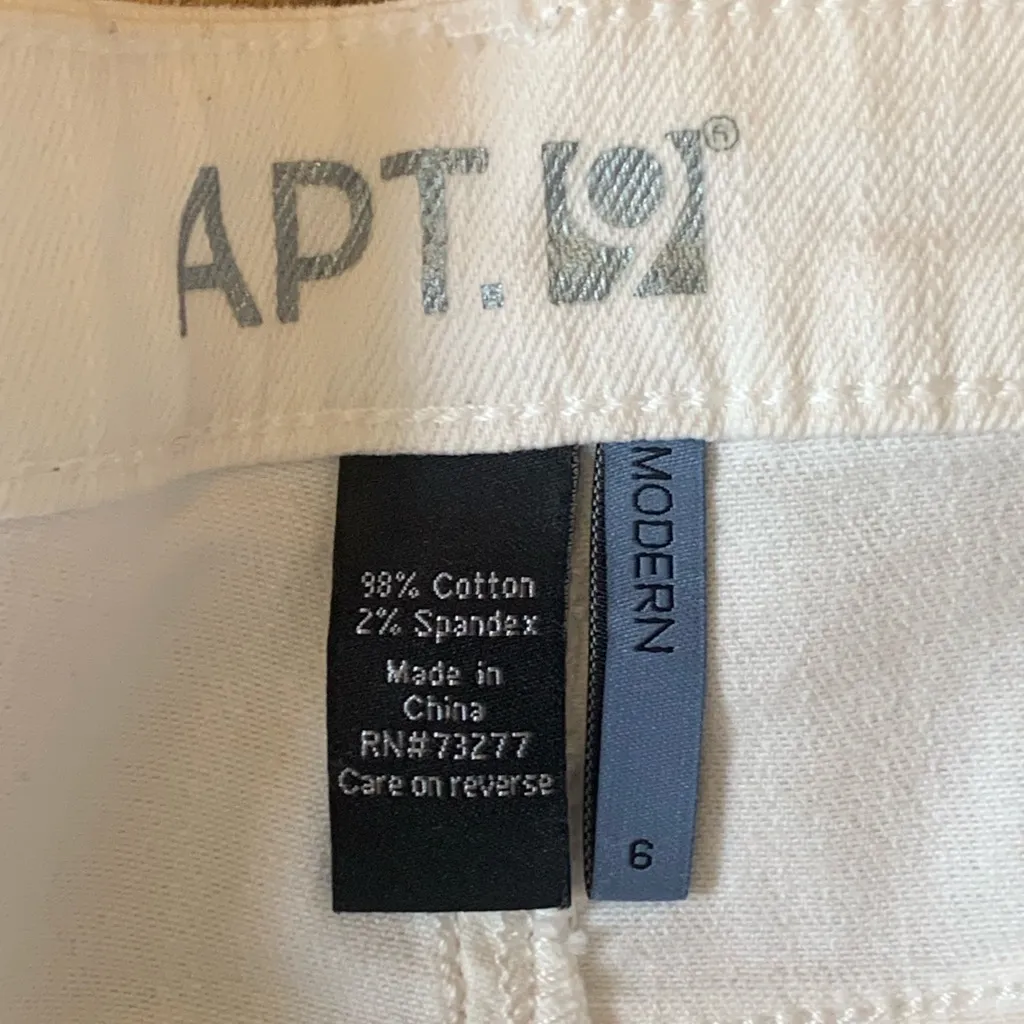 APT. 9®
98% Cotton
2% Spandex
Made in
China
RN#73277
Care on reverse
MODERN
6